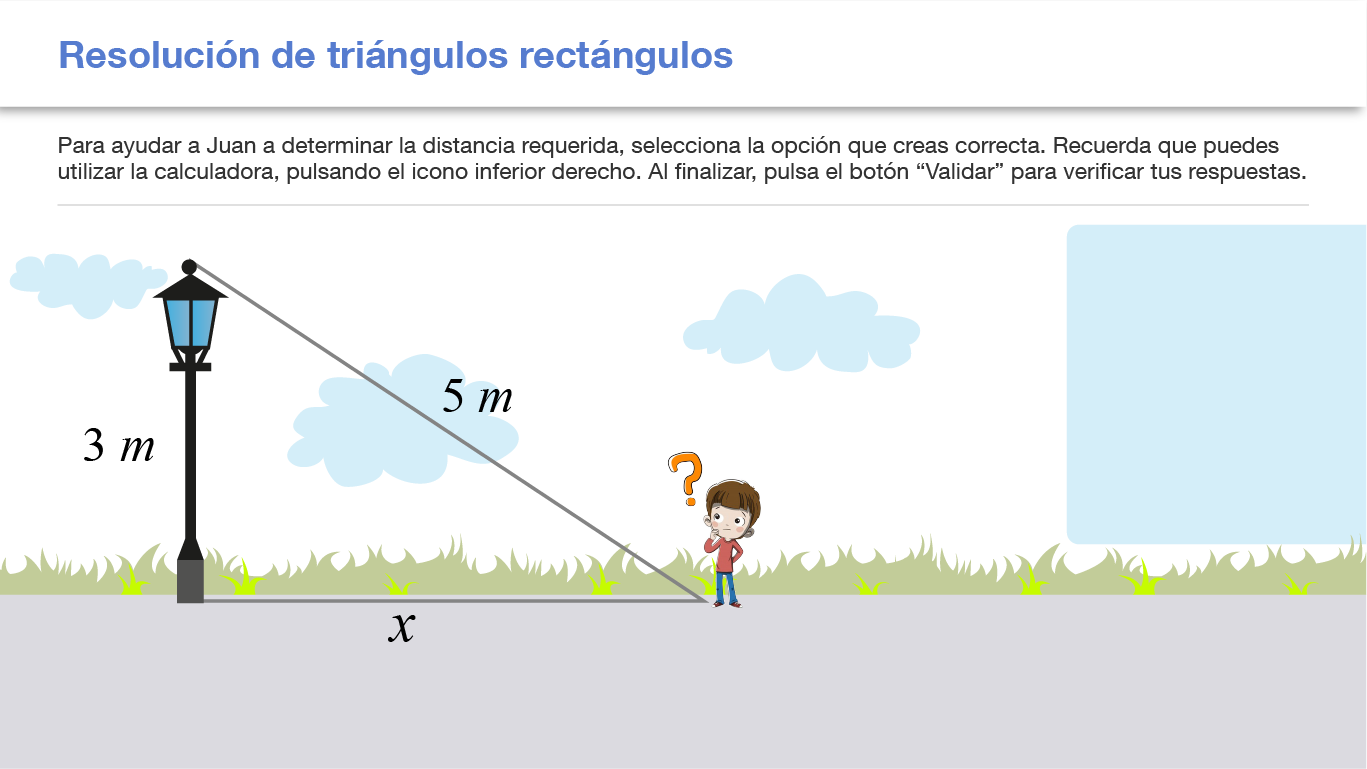 Resolución de triángulos rectángulos
Para ayudar a Juan a determinar la distancia requerida, selecciona la opción que creas correcta. Recuerda que puedes
utilizar la calculadora, pulsando el icono inferior derecho. Al finalizar, pulsa el botón “Validar” para verificar tus respuestas.
5 m
3 m
?
x